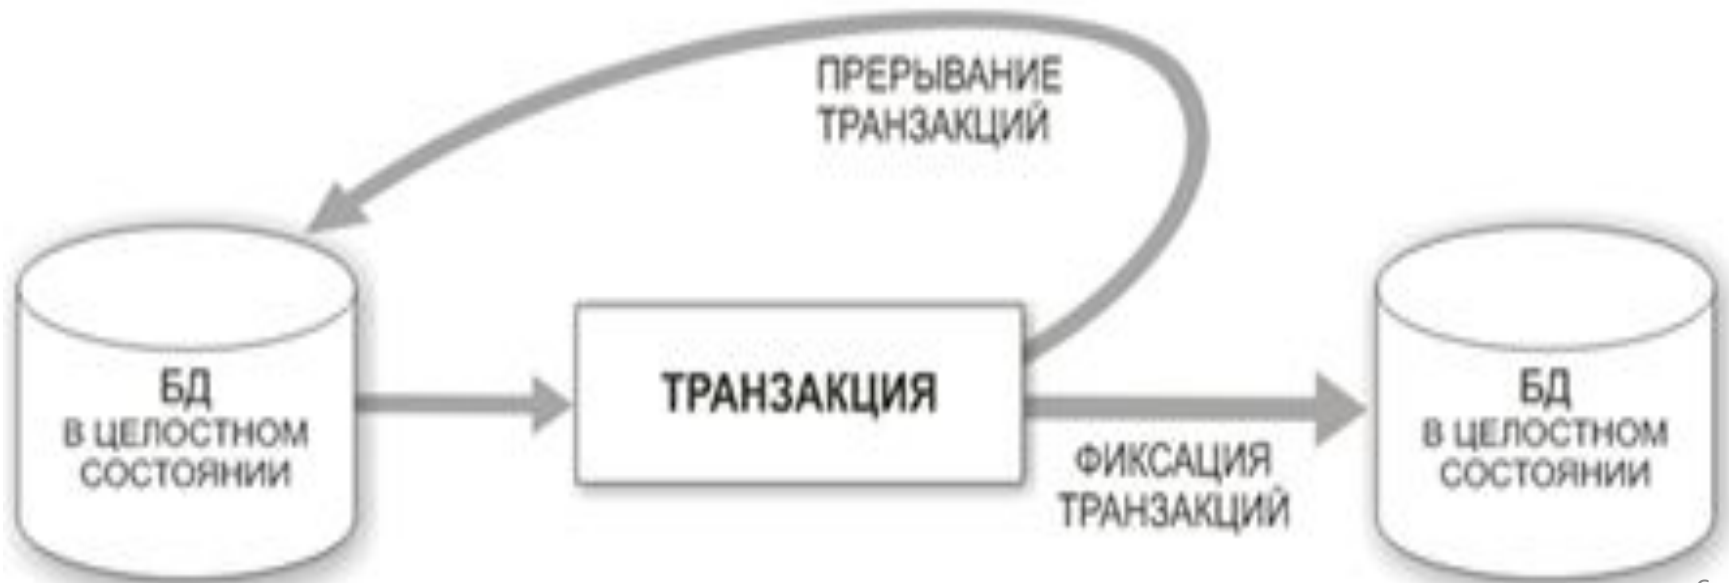 ПРЕРЫВАНИЕ
ТРАНЗАКЦИЙ
БД
В ЦЕЛОСТНОМ
СОСТОЯНИИ
ТРАНЗАКЦИЯ
ФИКСАЦИЯ
ТРАНЗАКЦИЙ
БД
В ЦЕЛОСТНОМ
СОСТОЯНИИ